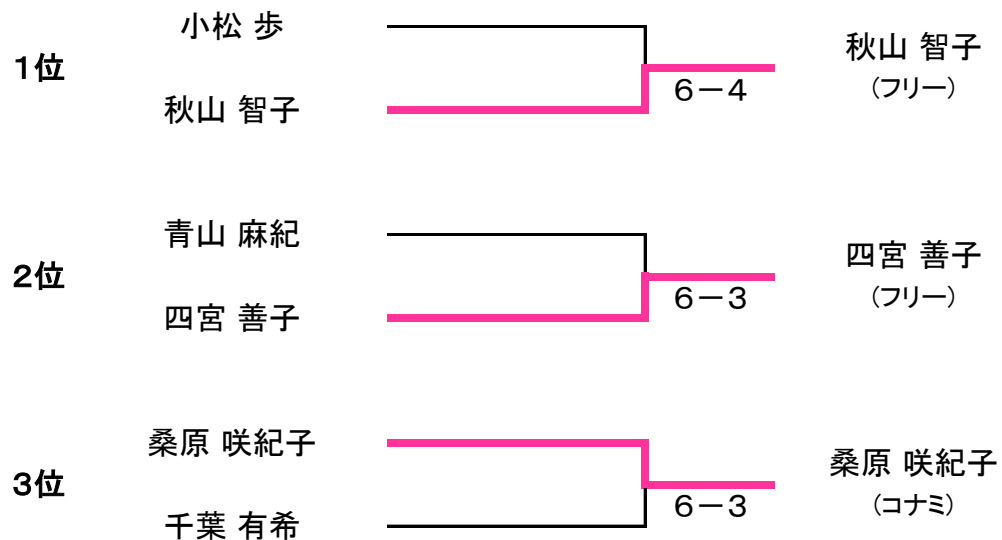 小松 歩
1位
秋山 智子
6－4
秋山 智子
（フリー）
青山 麻紀
2位
四宮 善子
6－3
四宮 善子
（フリー）
桑原 咲紀子
3位
千葉 有希
6－3
桑原 咲紀子
（コナミ）